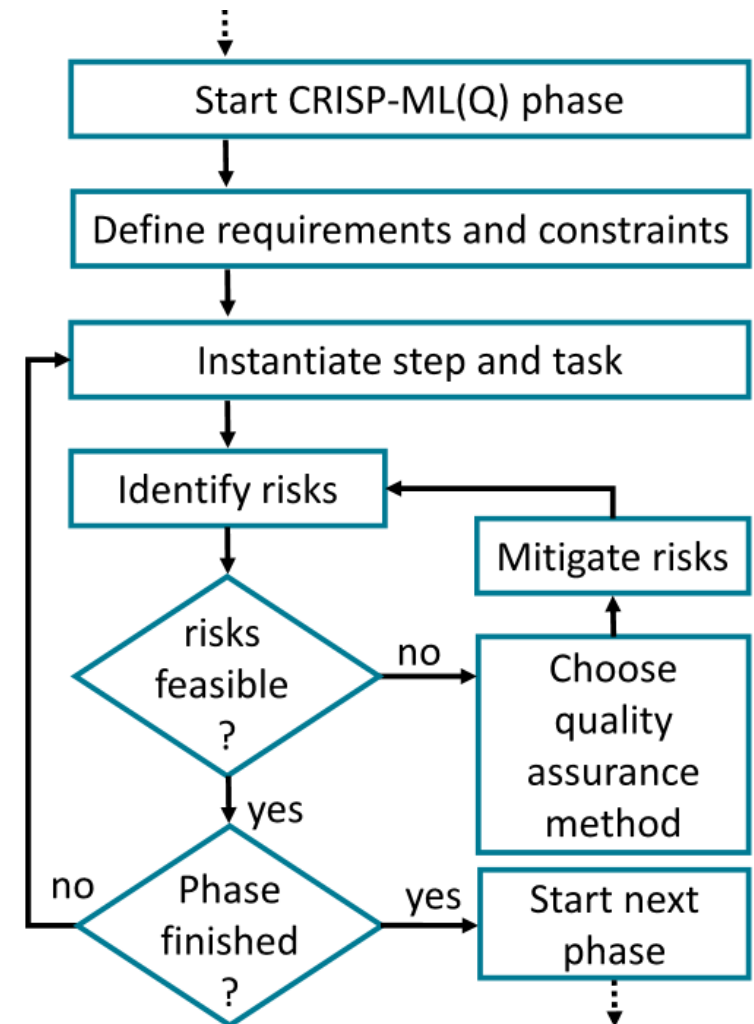 Start CRISP-ML(Q) phase
Define requirements and constraints
Instantiate step and task
Identify risks
Mitigate risks
risks
feasible
?
no
Choose
quality
assurance
method
yes
no
Phase
finished
?
yes
Start next
phase